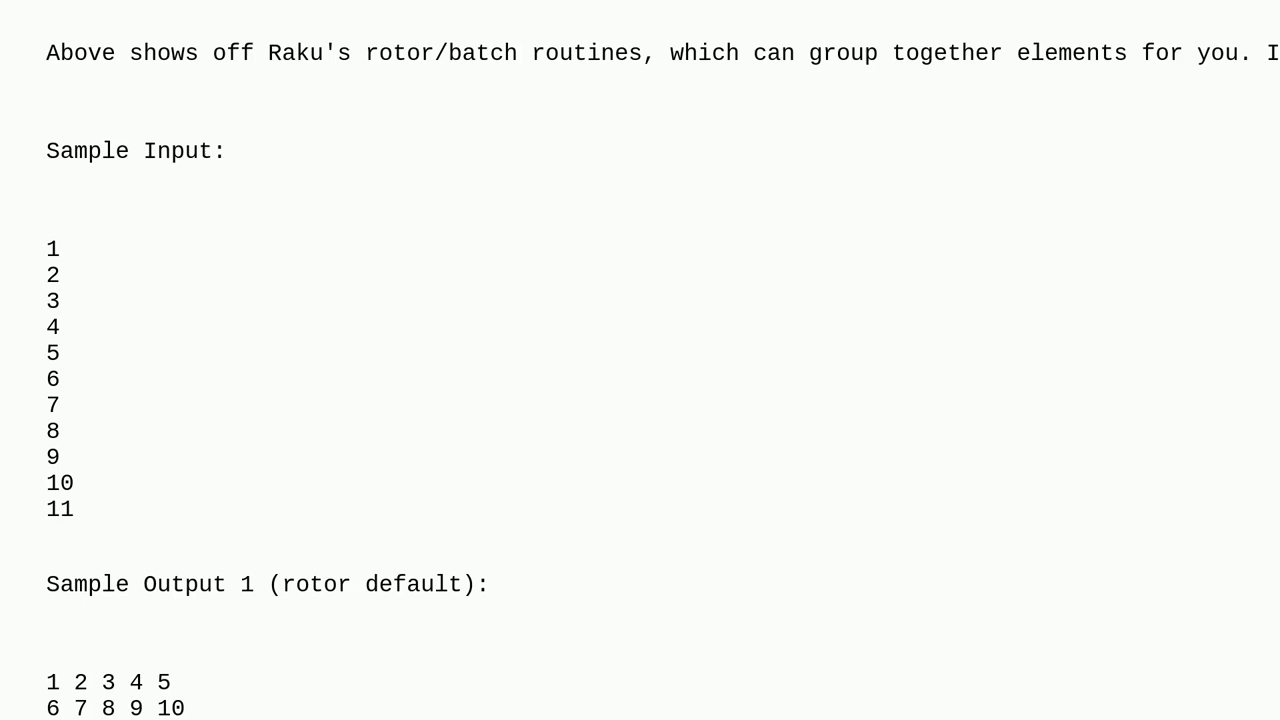 Above shows off Raku's rotor/batch routines, which can group together elements for you. I
Sample Input:
1
2
3
4
5
6
7
8
9
10
11
Sample Output 1 (rotor default):
1 2 3 4 5
6 7 8 9 10